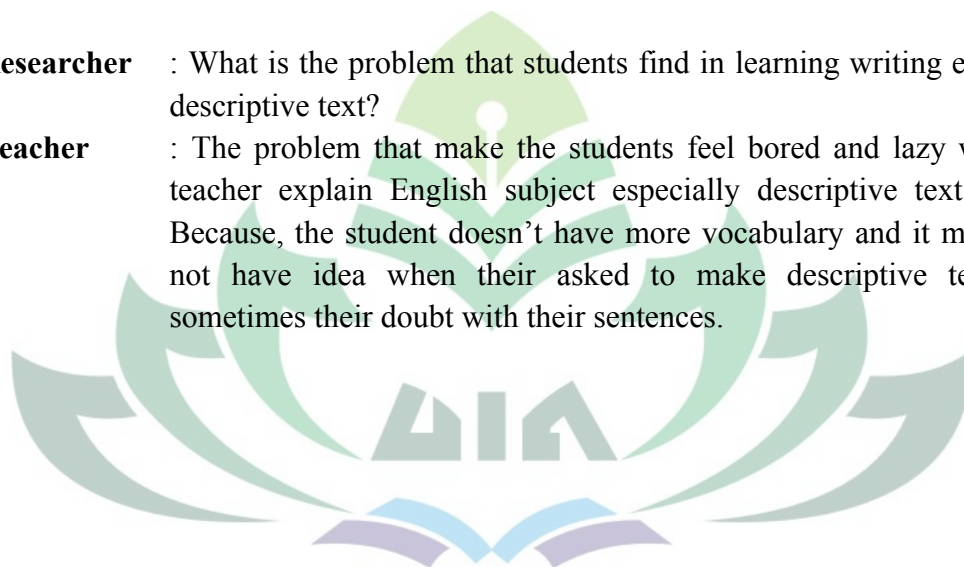 esearcher : What is the problem that students find in learning writing e
descriptive text?
eacher : The problem that make the students feel bored and lazy
teacher explain English subject especially descriptive text
Because, the student doesn't have more vocabulary and it m
not have idea when their asked to make descriptive te
sometimes their doubt with their sentences.
UIN